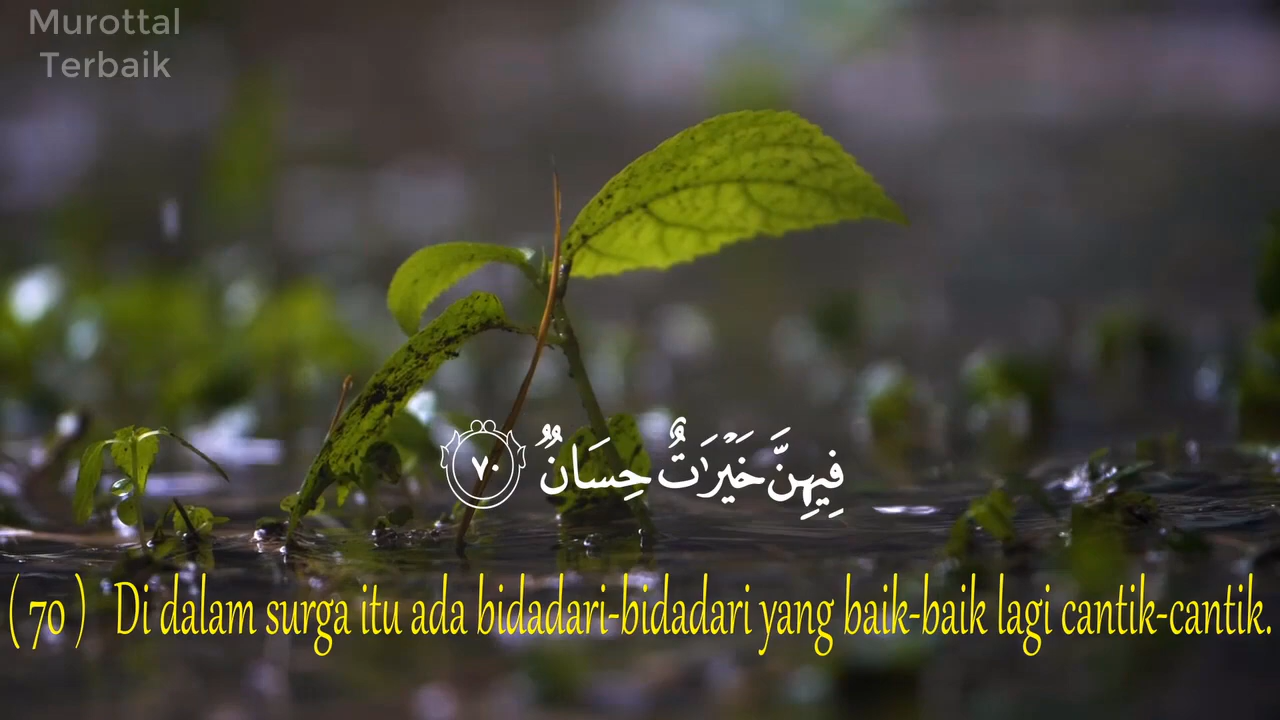 Murottal
Terbaik
فِيهِنَّ خَيْرَٰتٌ حِسَانٌ ٧٠
( 70 ) Di dalam surga itu ada bidadari-bidadari yang baik-baik lagi cantik-cantik.